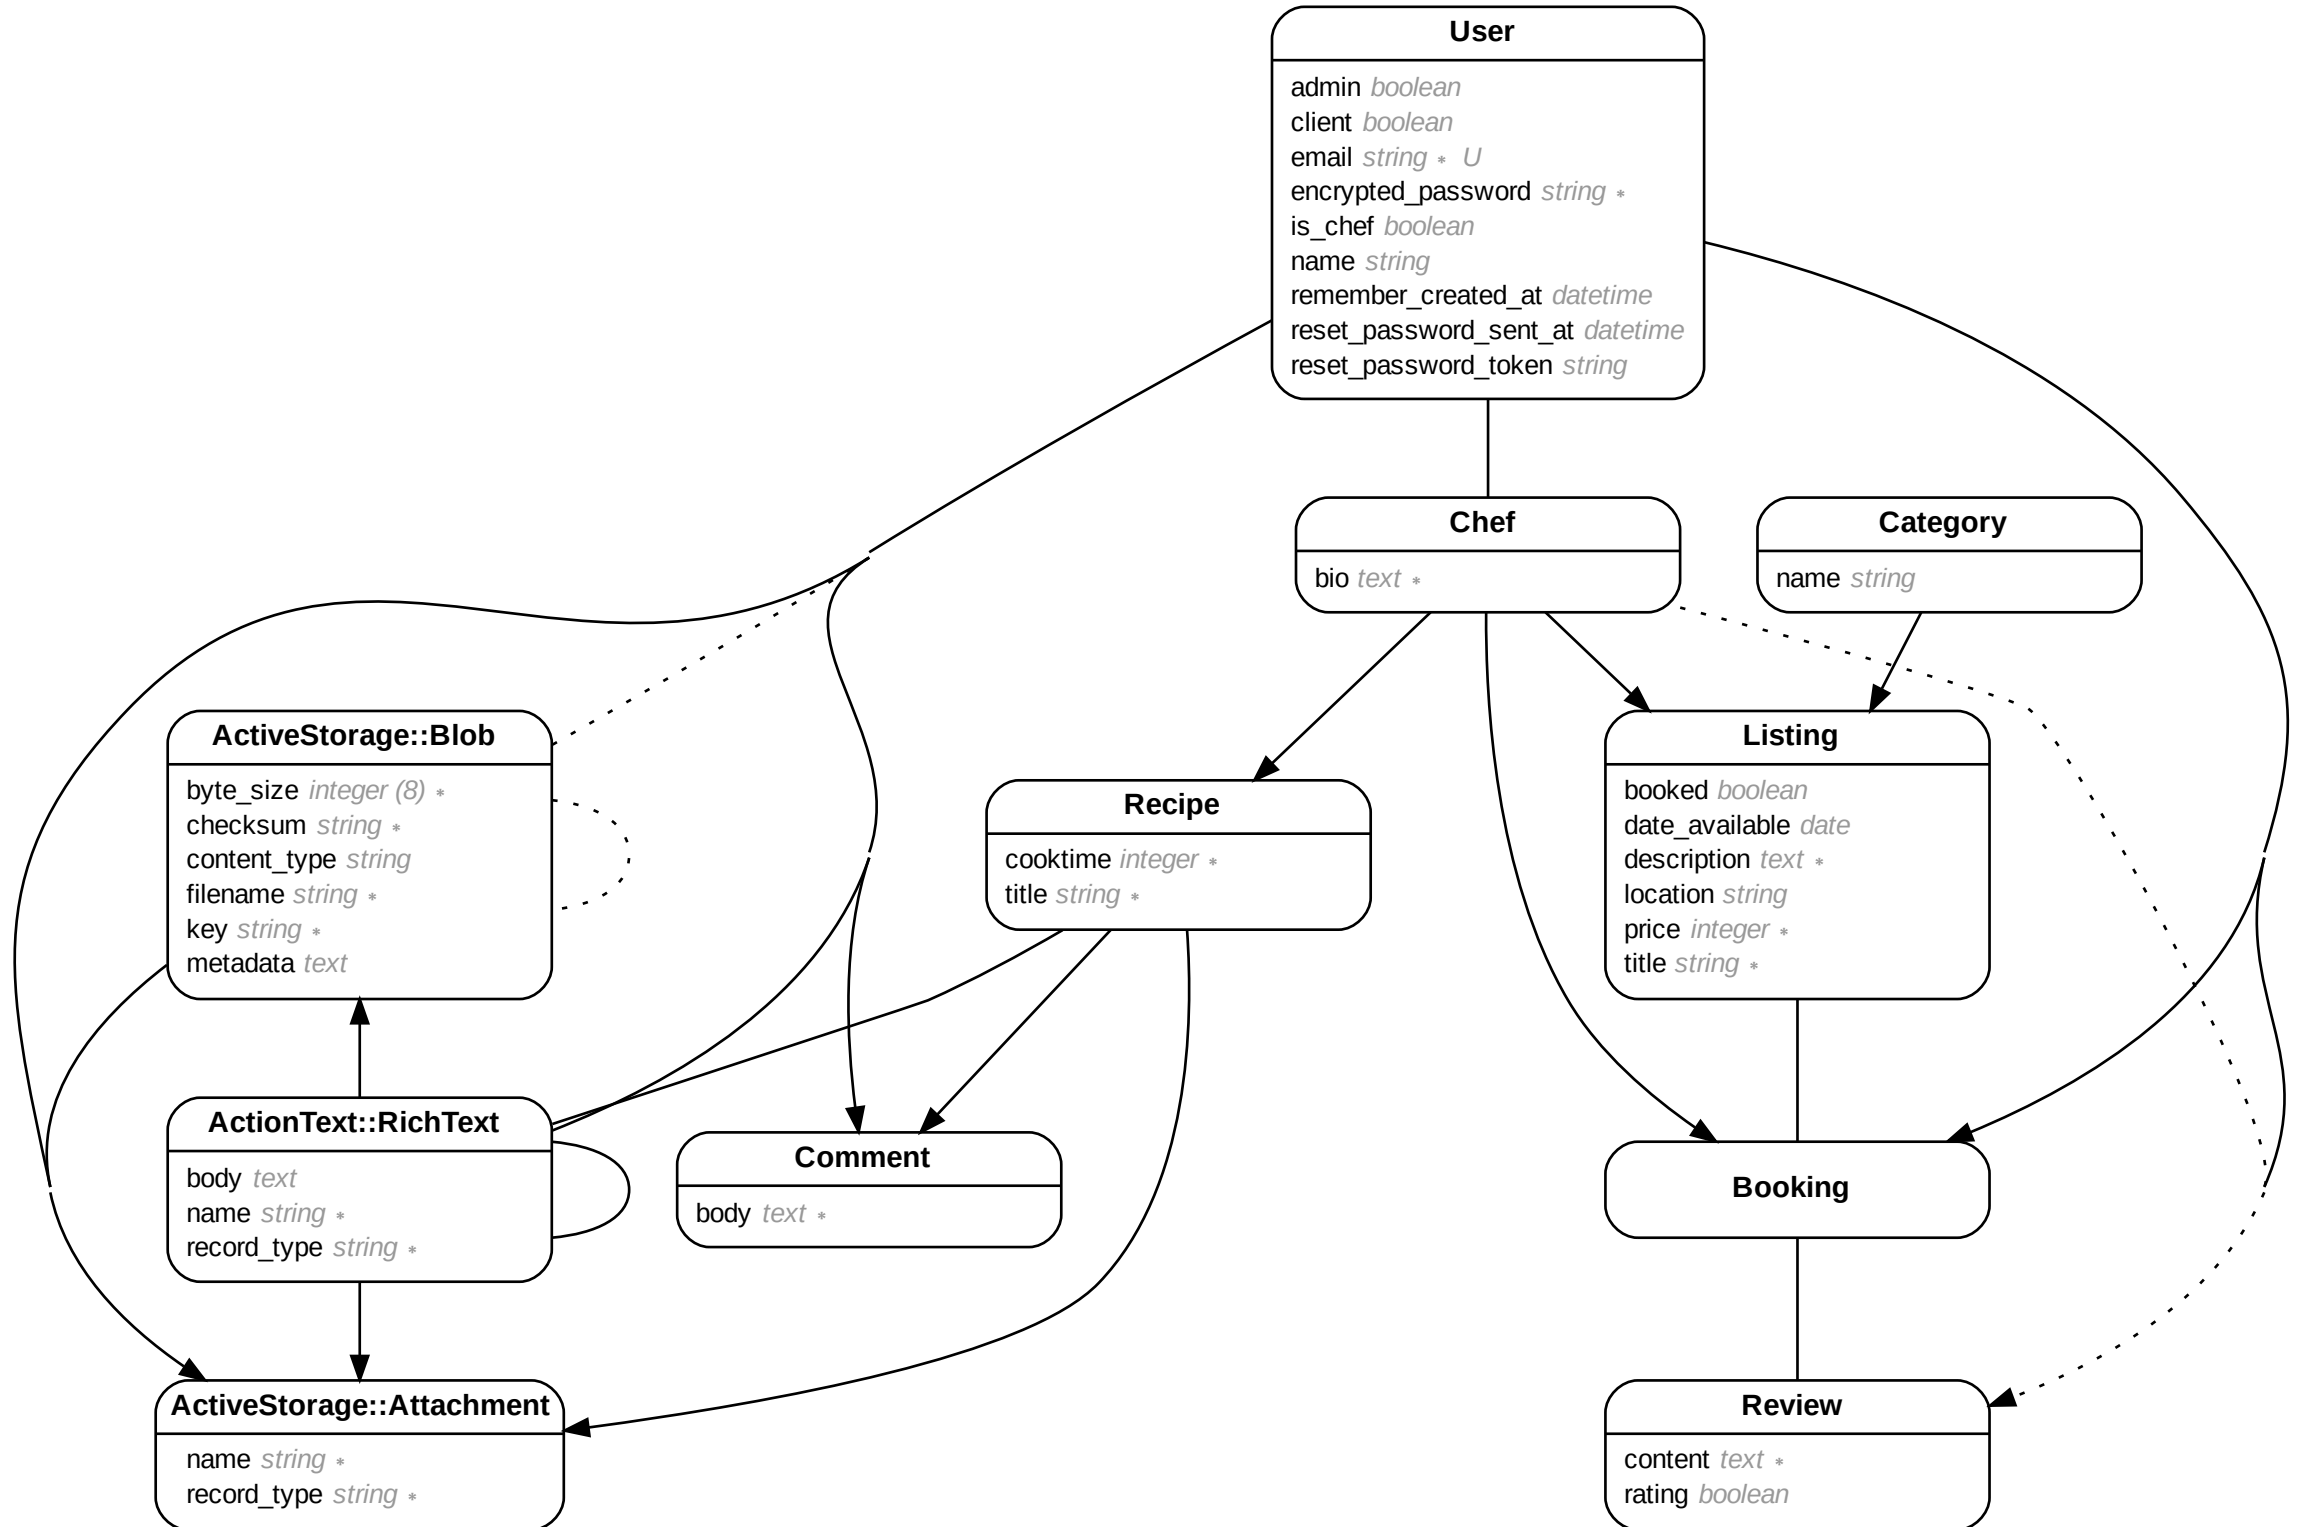 User
admin boolean
client boolean
email string * U
encrypted_password string *
is_chef boolean
name string
remember_created_at datetime
reset_password_sent_at datetime
reset_password_token string
Chef
bio text *
Category
name string
ActiveStorage::Blob
byte_size integer (8) *
checksum string *
content_type string
filename string *
key string *
metadata text
Recipe
cooktime integer *
title string *
Listing
booked boolean
date_available date
description text *
location string
price integer *
title string *
ActionText::RichText
body text
name string *
record_type string *
Comment
body text *
Booking
ActiveStorage::Attachment
name string *
record_type string *
Review
content text *
rating boolean